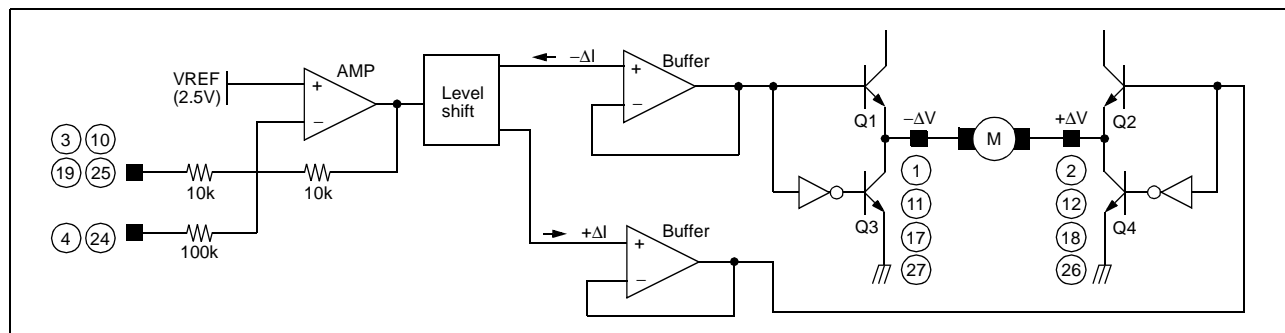 VREF
(2.5V)
AMP
+
−
Level
shift
−ΔI
+ΔI
Buffer
+
−
Buffer
+
−
3 10
19 25
10k
10k
4 24
100k
Q1
Q2
Q3
Q4
−ΔV
M
+ΔV
1
11
17
27
2
12
18
26